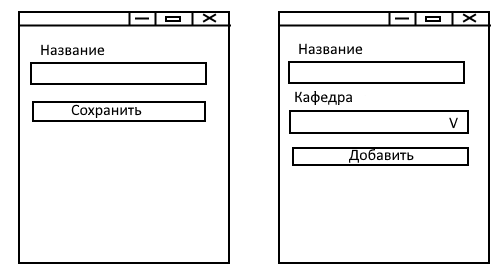 Название
Сохранить
Название
Кафедра
V
Добавить